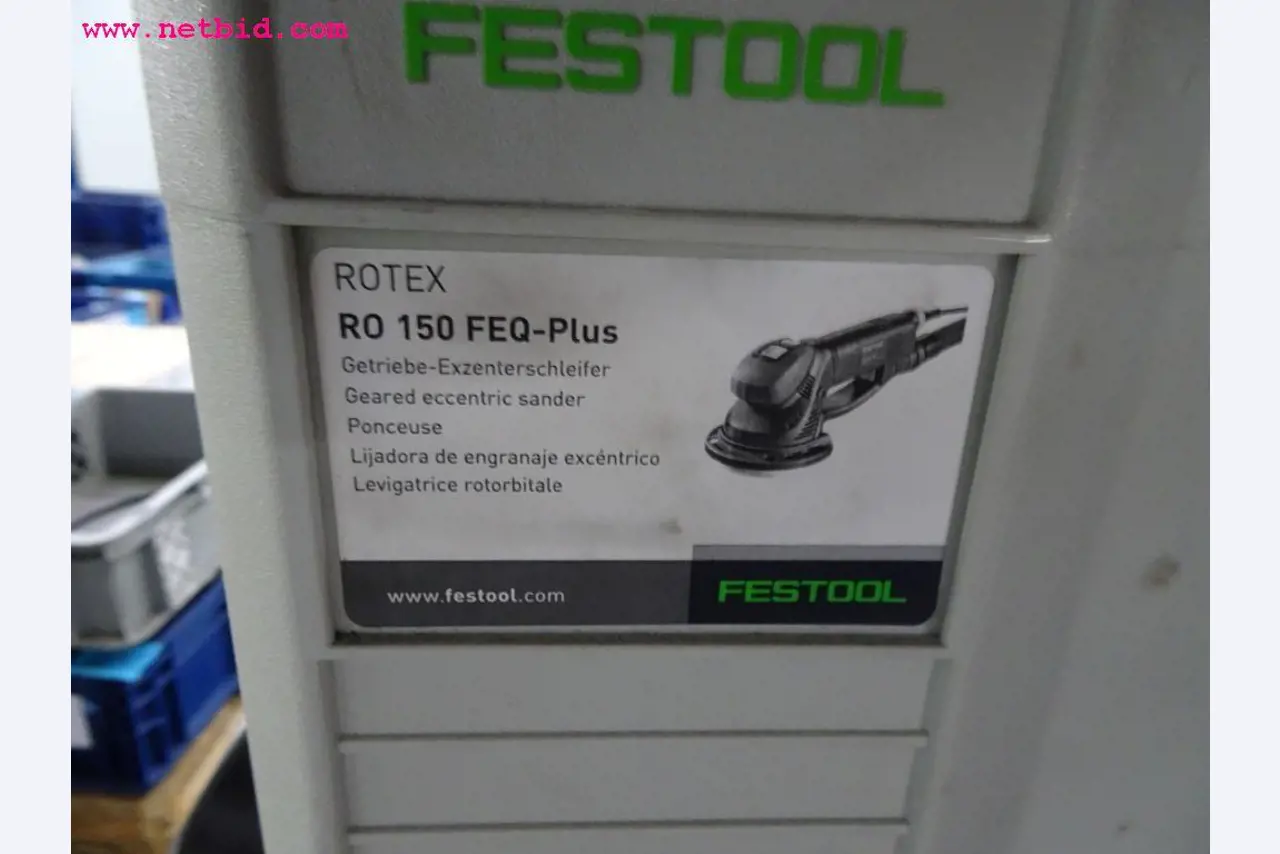 www.netbid.com
FESTOOL
ROTEX
RO 150 FEQ-Plus
Getriebe-Exzenterschleifer
Geared eccentric sander
Ponceuse
Lijadora de engranaje excéntrico
Levigatrice rotorbitale
www.festool.com
FESTOOL